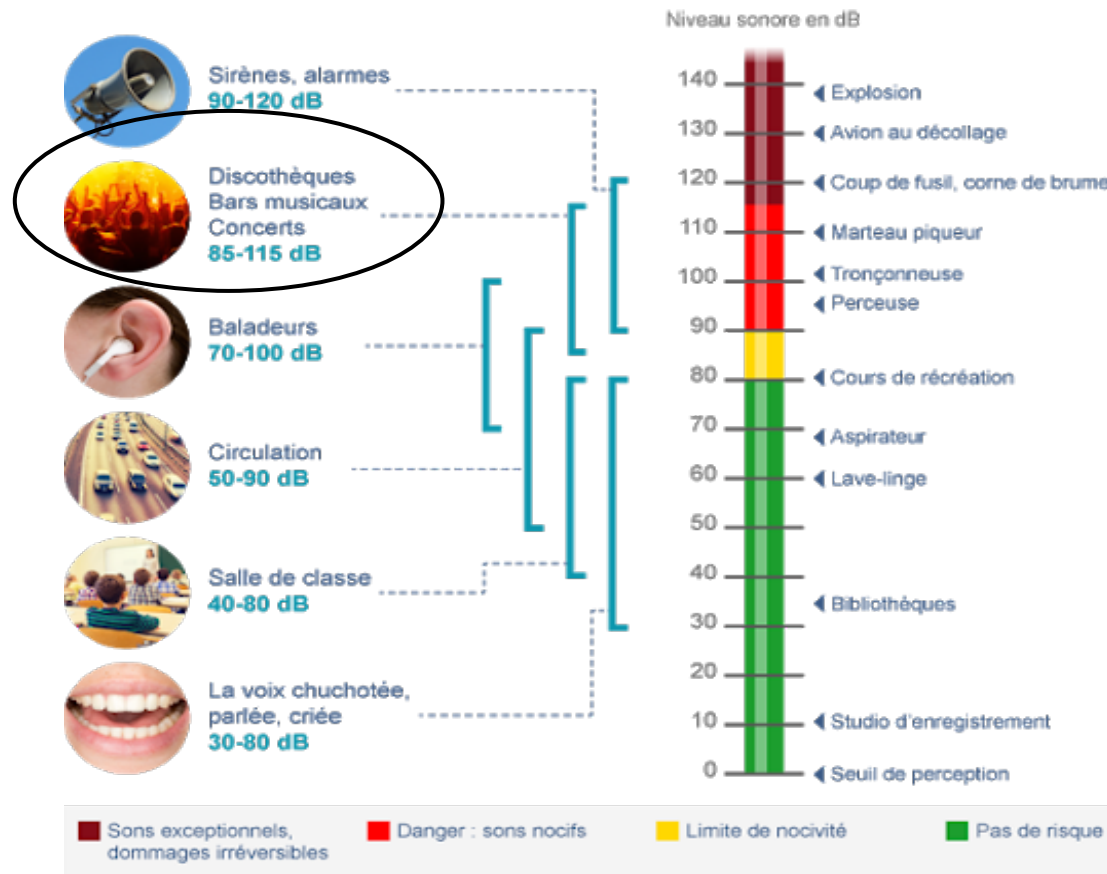 Niveau sonore en dB
Sirènes, alarmes
90-120 dB
Discothèques
Bars musicaux
Concerts
85-115 dB
Baladeurs
70-100 dB
Circulation
50-90 dB
Salle de classe
40-80 dB
La voix chuchotée,
parlée, criée
30-80 dB
140
130
120
110
100
90
80
70
60
50
40
30
20
10
0
Explosion
Avion au décollage
Coup de fusil, corne de brume
Marteau piqueur
Tronçonneuse
Perceuse
Cours de récréation
Aspirateur
Lave-linge
Bibliothèques
Studio d'enregistrement
Seuil de perception
Sons exceptionnels,
dommages irréversibles
Danger : sons nocifs
Limite de nocivité
Pas de risque